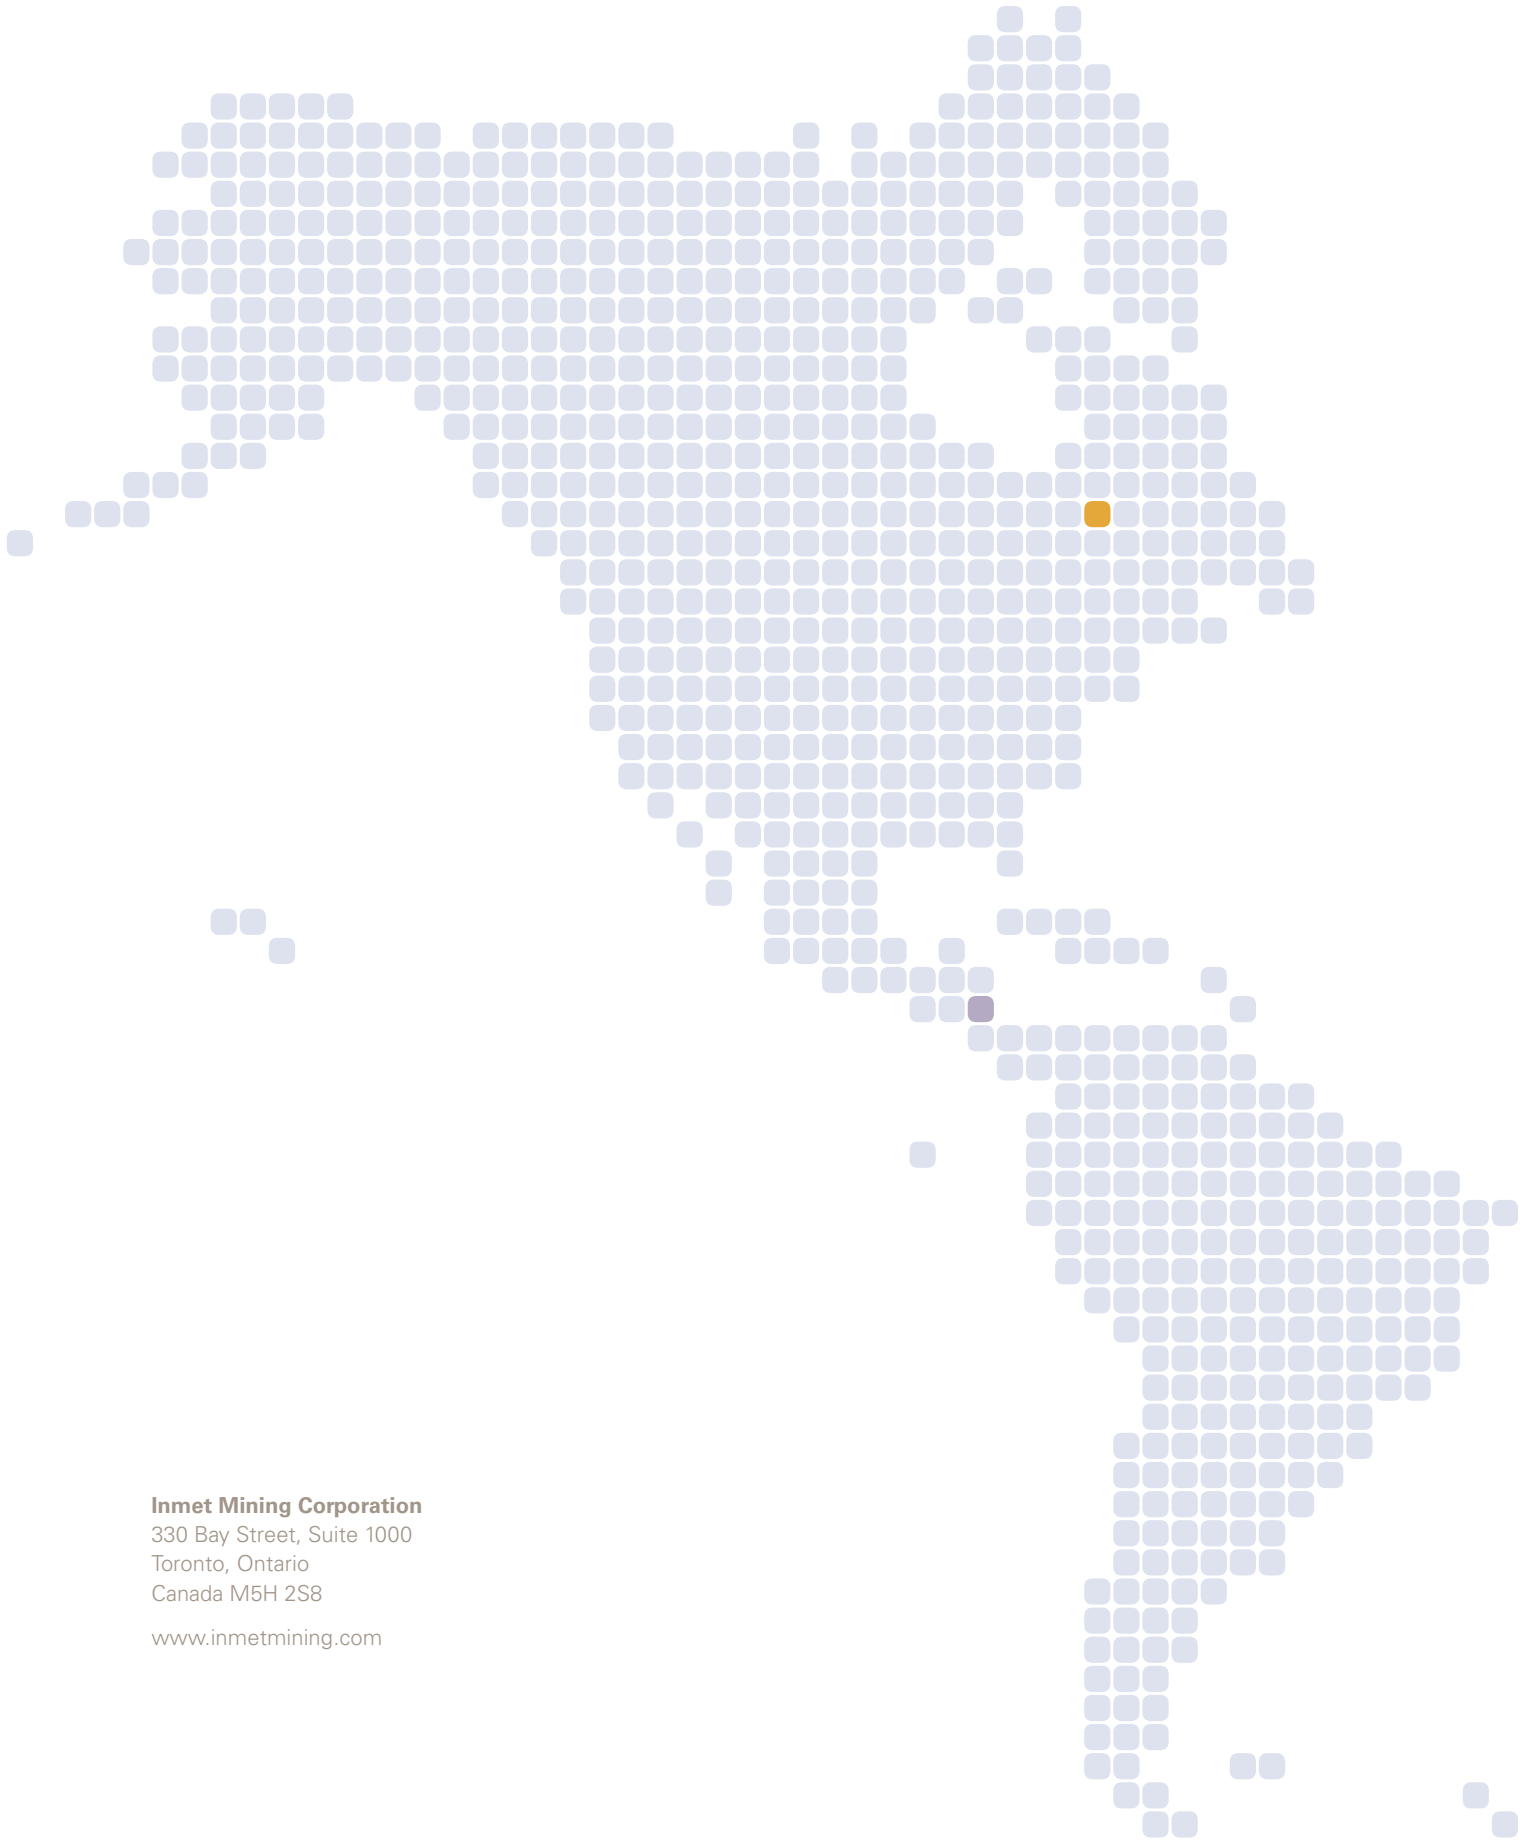 Inmet Mining Corporation
330 Bay Street, Suite 1000
Toronto, Ontario
Canada M5H 2S8
www.inmetmining.com